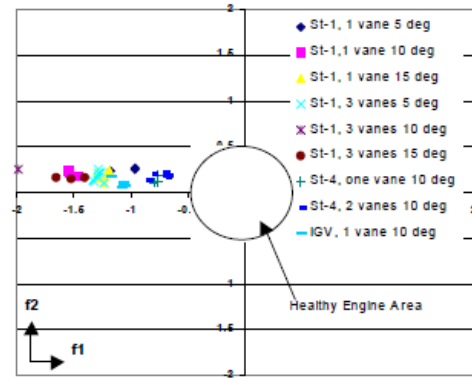 2
1.5
1
0.5
-2
-1.6
-1
-0.5
1
1.5
-2
St-1, 1 vane 5 deg
St-1,1 vane 10 deg
St-1, 1 vane 15 deg
St-1, 3 vanes 5 deg
St-1, 3 vanes 10 deg
St-1, 3 vanes 15 deg
St-4, one vane 10 deg
St-4, 2 vanes 10 deg
IGV, 1 vane 10 deg
Healthy Engine Area
f2
f1